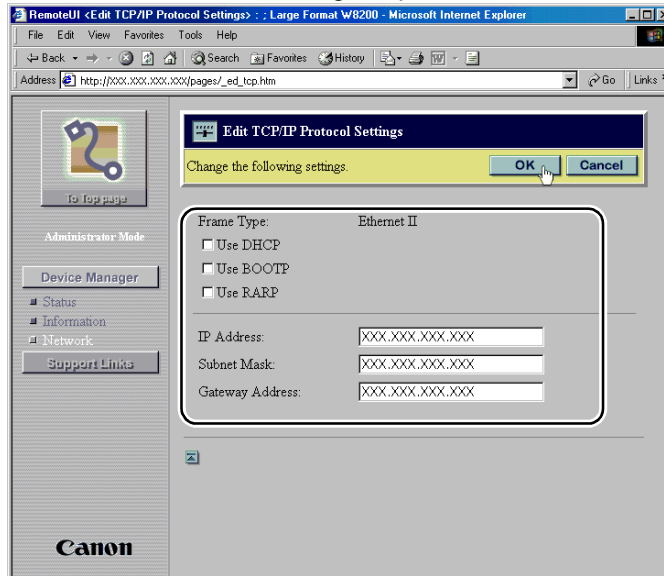 RemoteUI <Edit TCP/IP Protocol Settings> : ; Large Format W8200 - Microsoft Internet Explorer
File Edit View Favorites Tools Help
Back Search Favorites History
Address http://XXX.XXX.XXX.XXX/pages/_ed_tcp.htm Go Links
Edit TCP/IP Protocol Settings
Change the following settings. OK Cancel
To Top page
Administrator Mode
Device Manager
Status
Information
Network
Support Links
Frame Type: Ethernet II
Use DHCP
Use BOOTP
Use RARP
IP Address: XXX.XXX.XXX.XXX
Subnet Mask: XXX.XXX.XXX.XXX
Gateway Address: XXX.XXX.XXX.XXX
Canon